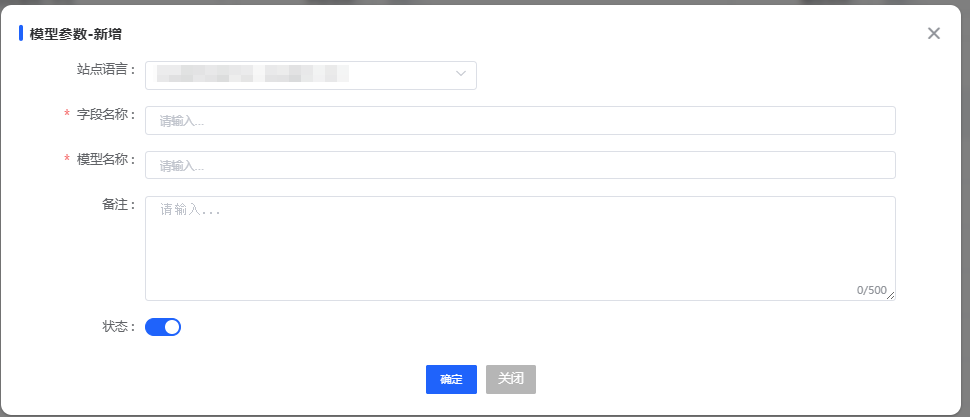 模型参数-新增
站点语言：
* 字段名称： 请输入...
* 模型名称： 请输入...
备注： 请输入...
0/500
状态：
确定 关闭